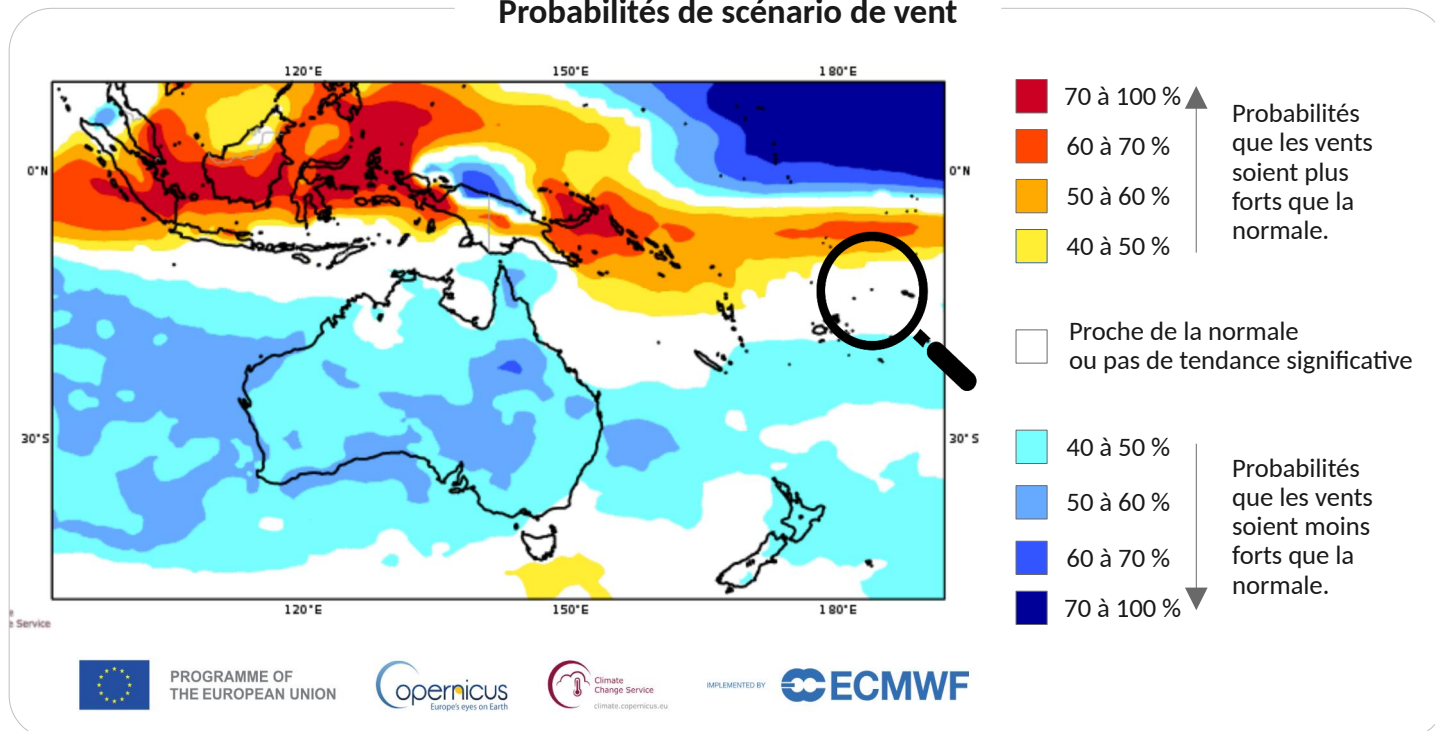 Probabilités de scénario de vent
120°E
150°E
180°E
0°N
0°N
30°S
30°S
120°E
150°E
180°E
Service
70 à 100 %
60 à 70 %
50 à 60 %
40 à 50 %
Probabilités
que les vents
soient plus
forts que la
normale.
Proche de la normale
ou pas de tendance significative
40 à 50 %
50 à 60 %
60 à 70 %
70 à 100 %
Probabilités
que les vents
soient moins
forts que la
normale.
PROGRAMME OF
THE EUROPEAN UNION
opernicus
Europe's eyes on Earth
Climate
Change Service
climate.copernicus.eu
IMPLEMENTED BY
ECMWF